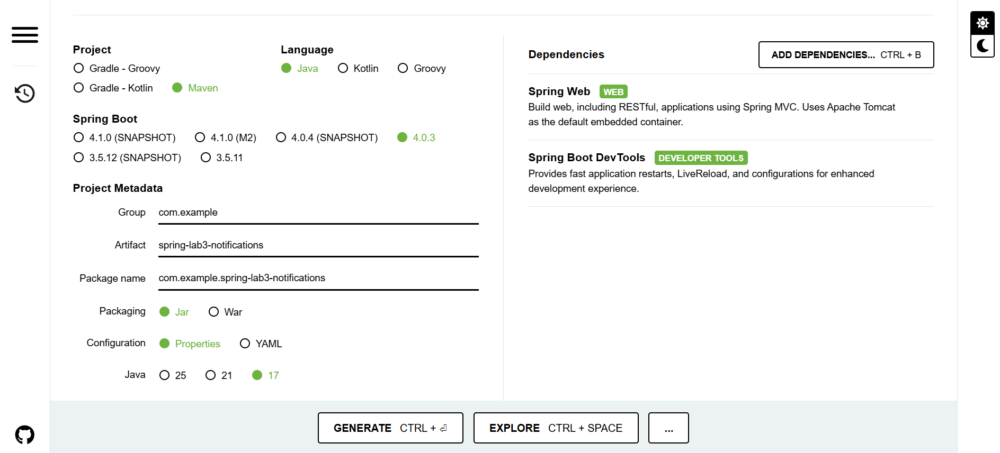 Project
Gradle - Groovy
Gradle - Kotlin Maven
Language
Java Kotlin Groovy
Spring Boot
4.1.0 (SNAPSHOT) 4.1.0 (M2) 4.0.4 (SNAPSHOT) 4.0.3
3.5.12 (SNAPSHOT) 3.5.11
Project Metadata
Group com.example
Artifact spring-lab3-notifications
Package name com.example.spring-lab3-notifications
Packaging Jar War
Configuration Properties YAML
Java 25 21 17
Dependencies ADD DEPENDENCIES... CTRL + B
Spring Web WEB
Build web, including RESTful, applications using Spring MVC. Uses Apache Tomcat
as the default embedded container.
Spring Boot DevTools DEVELOPER TOOLS
Provides fast application restarts, LiveReload, and configurations for enhanced
development experience.
GENERATE CTRL + ⏎ EXPLORE CTRL + SPACE ...